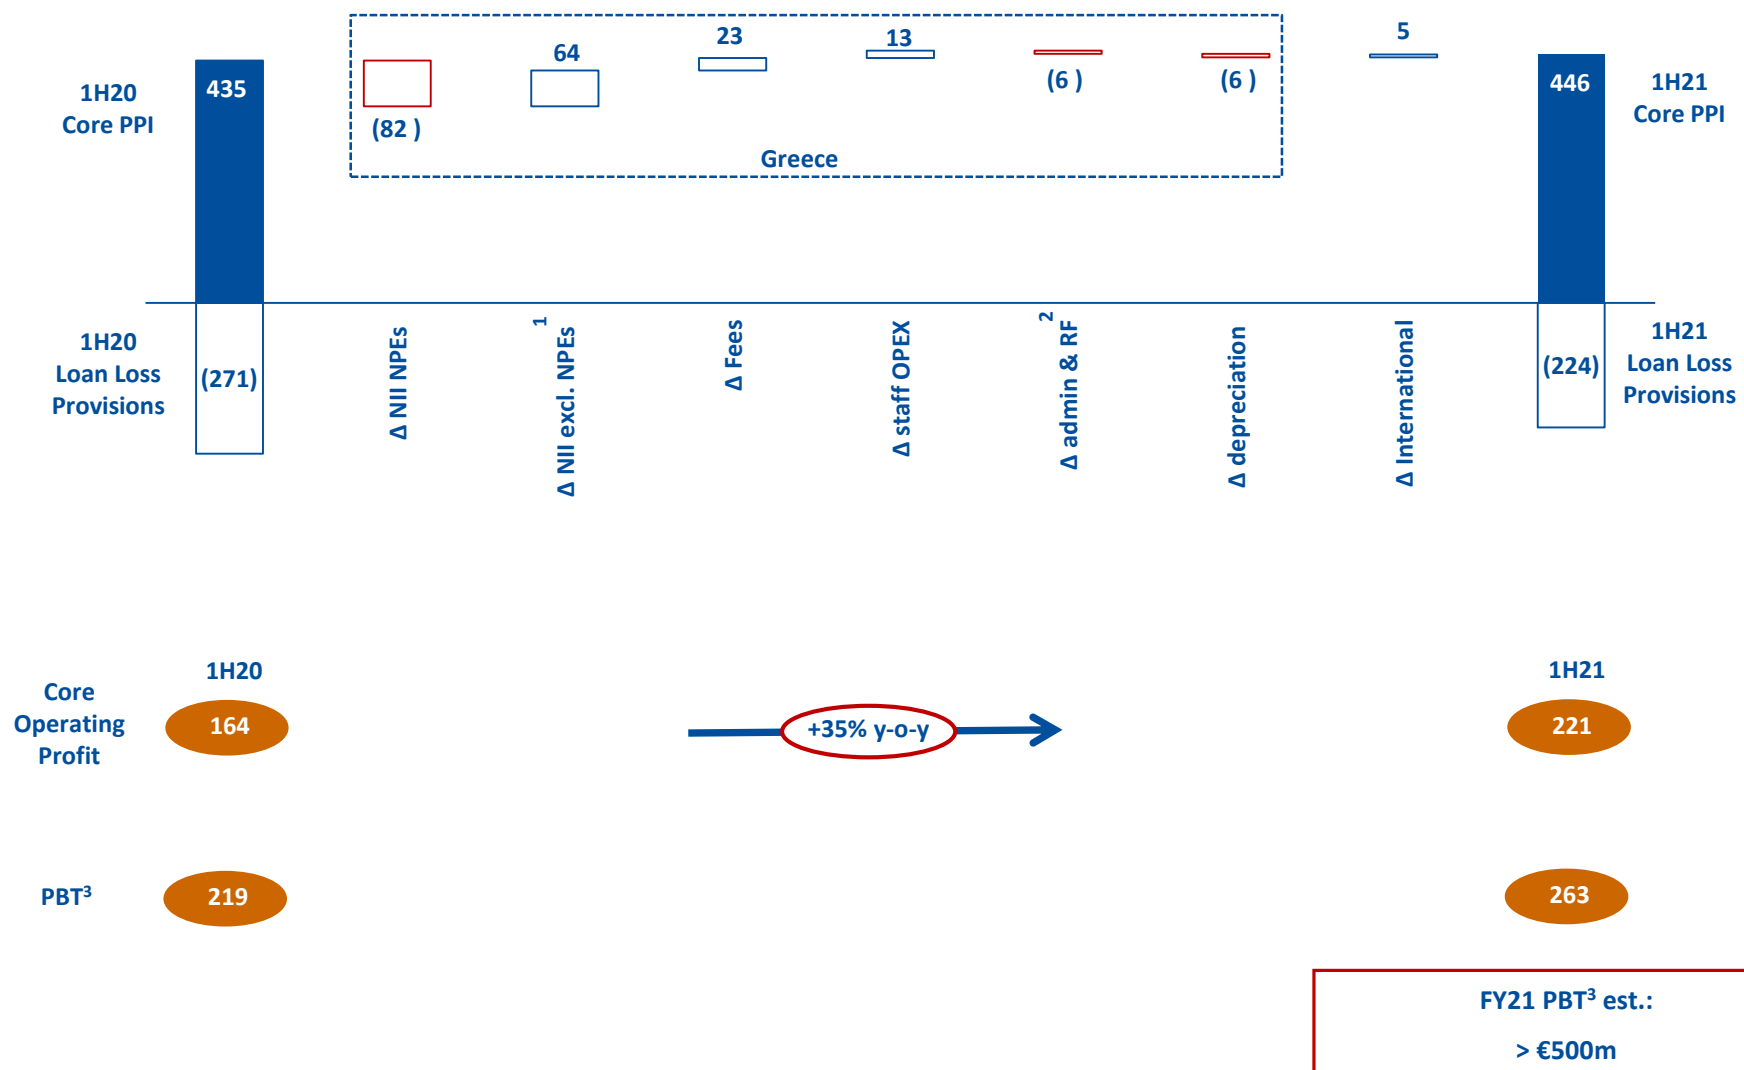 23
13
5
64
1H20
Core PPI
435
(82 )
(6 )
(6 )
446
1H21
Core PPI
Greece
1H20
Loan Loss
Provisions
(271)
Δ NII NPEs
Δ NII excl. NPEs 1
Δ Fees
Δ staff OPEX
Δ admin & RF 2
Δ depreciation
Δ International
(224)
1H21
Loan Loss
Provisions
1H20
1H21
Core
Operating
Profit
164
+35% y-o-y
221
PBT³
219
263
FY21 PBT³ est.:
> €500m